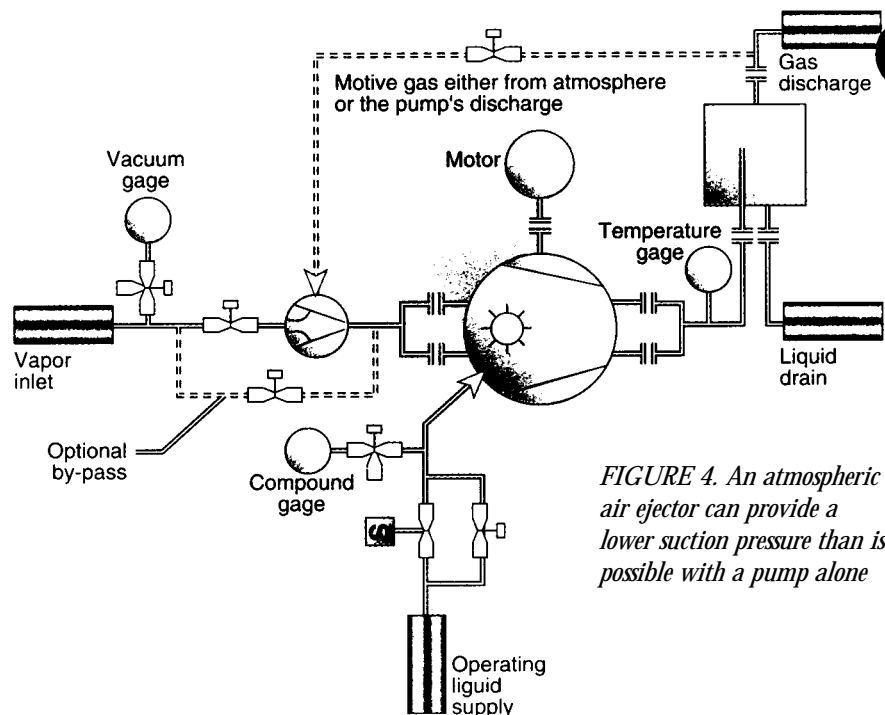 Gas
discharge
Motive gas either from atmosphere
or the pump's discharge
Motor
Vacuum
gage
Temperature
gage
Vapor
inlet
Liquid
drain
Optional
by-pass
Compound
gage
S
Operating
liguid
supply
FIGURE 4. An atmospheric
air ejector can provide a
lower suction pressure than is
possible with a pump alone